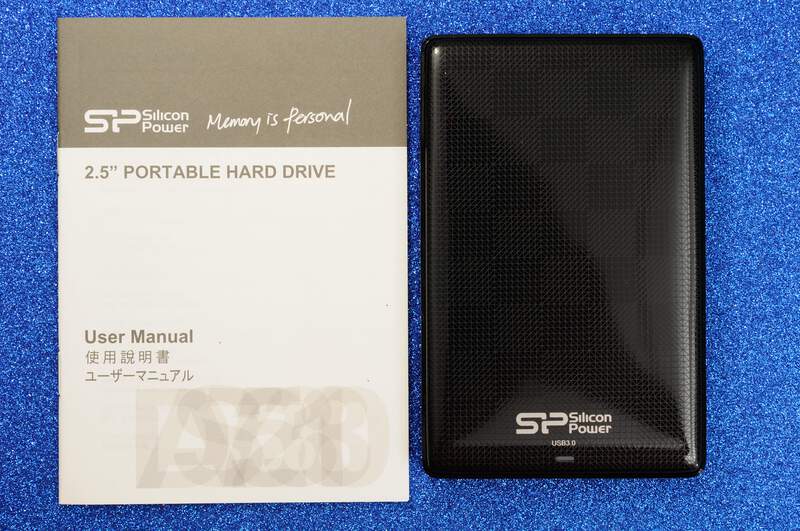 SP Silicon Power Memory is Personal
2.5” PORTABLE HARD DRIVE
User Manual
使用說明書
ユーザーマニュアル
SP Silicon Power
USB3.0